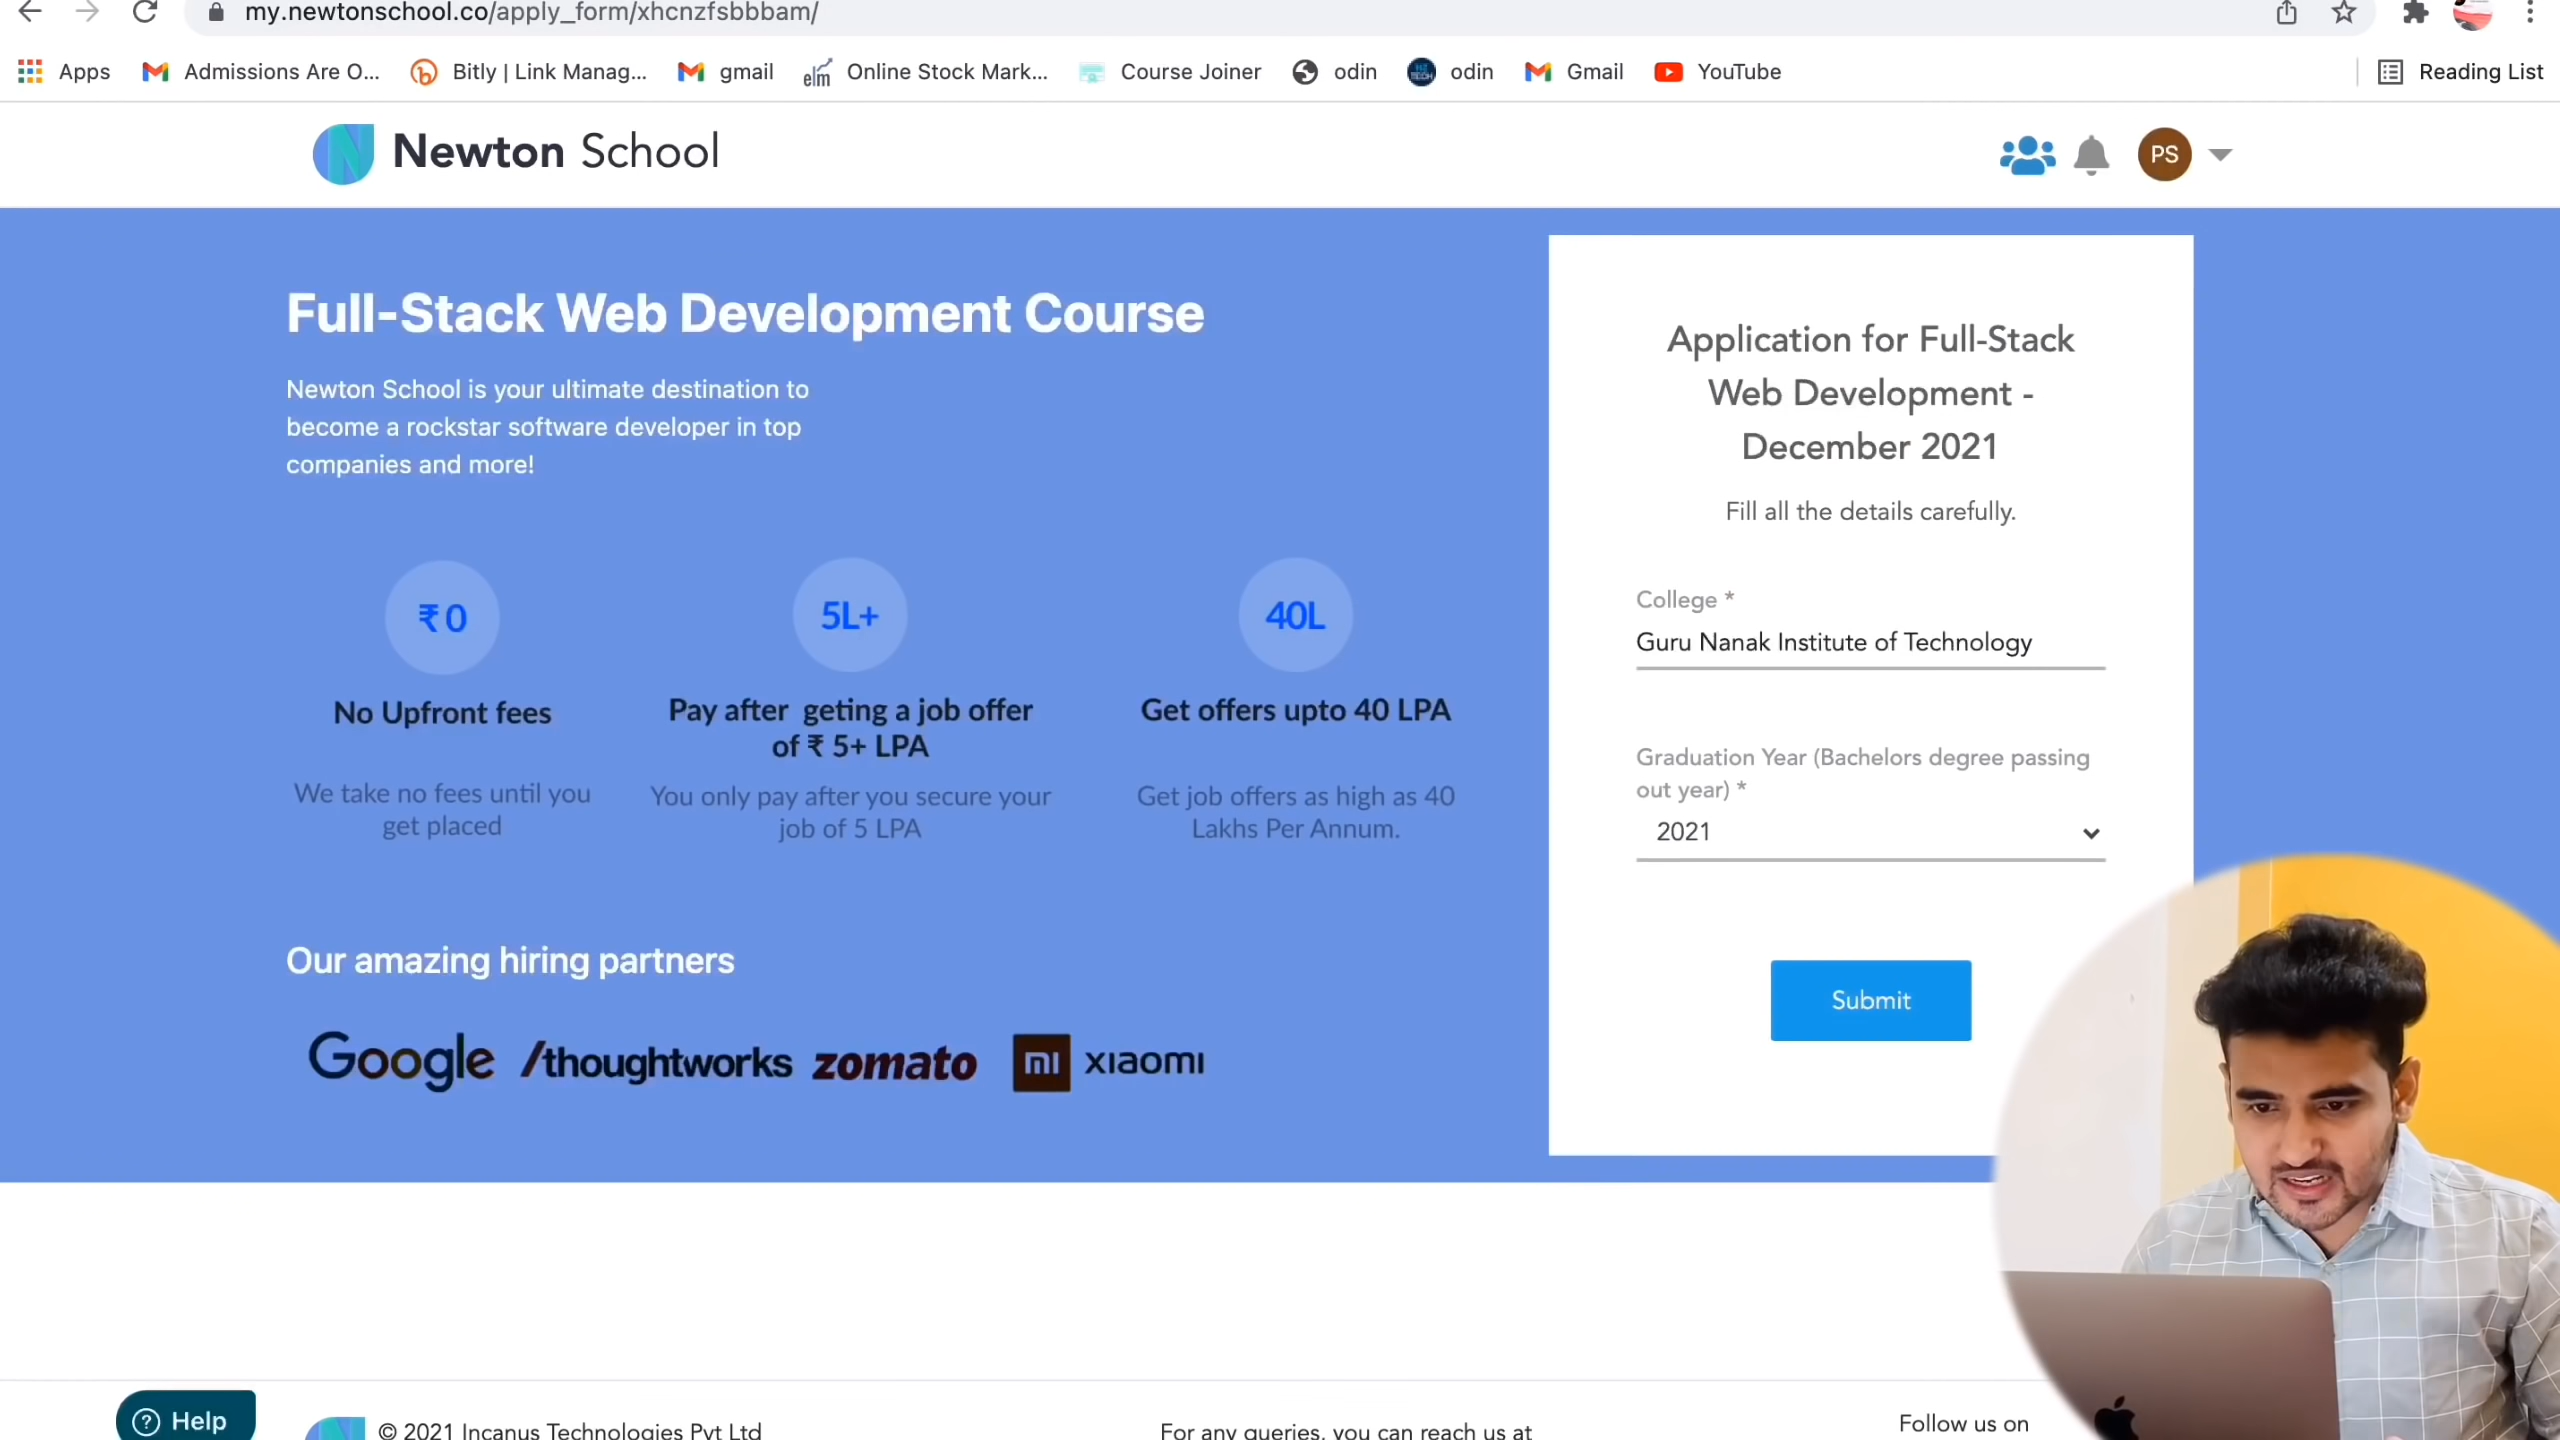 my.newtonschool.co/apply_form/xhcnzfsbbbam/
Apps
Admissions Are O...
Bitly | Link Manag...
gmail
Online Stock Mark...
Course Joiner
odin
odin
Gmail
YouTube
Reading List
Newton School
PS
Full-Stack Web Development Course
Newton School is your ultimate destination to
become a rockstar software developer in top
companies and more!
₹ 0
No Upfront fees
We take no fees until you
get placed
5L+
Pay after geting a job offer
of ₹ 5+ LPA
You only pay after you secure your
job of 5 LPA
40L
Get offers upto 40 LPA
Get job offers as high as 40
Lakhs Per Annum.
Our amazing hiring partners
Google
/thoughtworks
zomato
mi xiaomi
Application for Full-Stack
Web Development -
December 2021
Fill all the details carefully.
College *
Guru Nanak Institute of Technology
Graduation Year (Bachelors degree passing
out year) *
2021
Submit
? Help
© 2021 Incanus Technologies Pvt Ltd
For any queries, you can reach us at
Follow us on